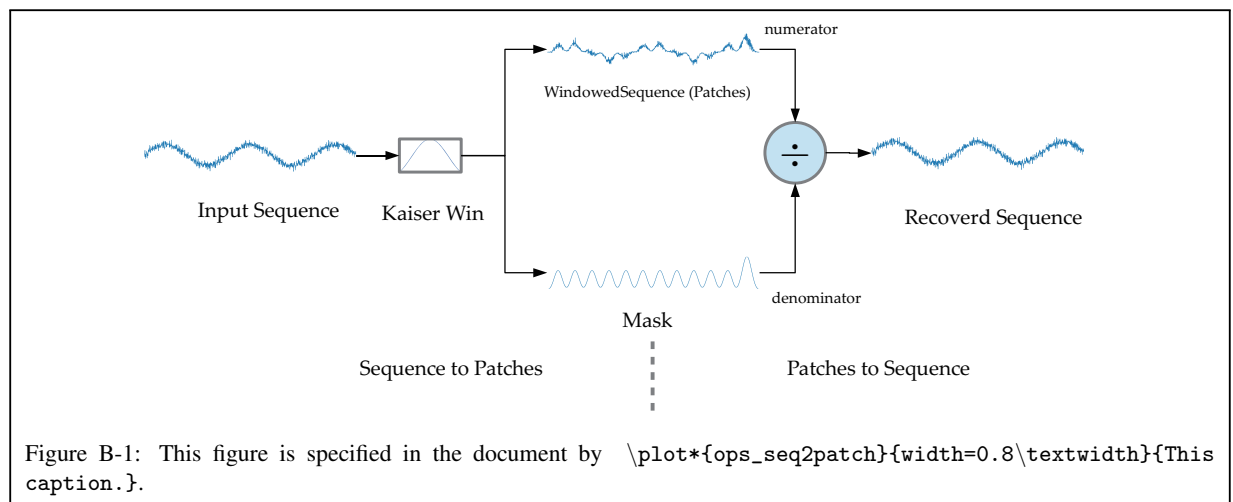 numerator
WindowedSequence (Patches)
÷
Input Sequence
Kaiser Win
Recoverd Sequence
denominator
Mask
Sequence to Patches
Patches to Sequence
Figure B-1: This figure is specified in the document by \plot*{ops_seq2patch}{width=0.8\textwidth}{This
caption.}.